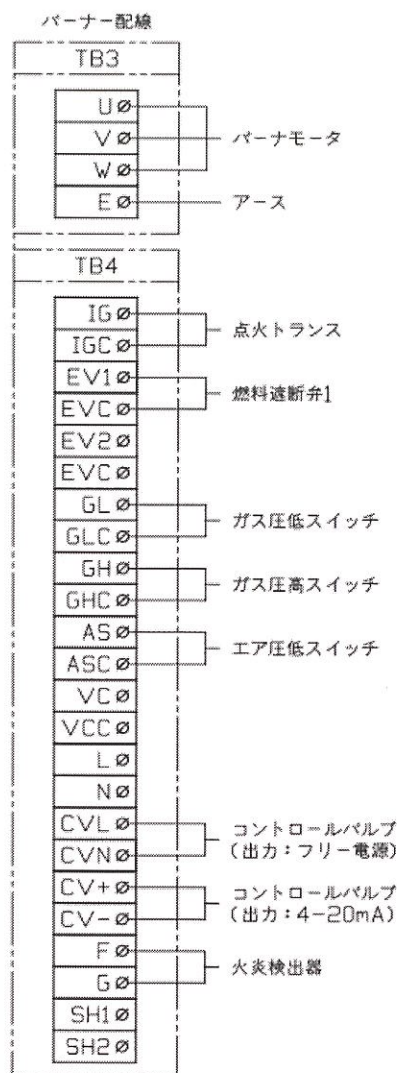 バーナー配線
TB3
U
V
W
バーナモータ
E
アース
TB4
IG
IGC
点火トランス
EV1
EVC
燃料遮断弁1
EV2
EVC
GL
GLC
ガス圧低スイッチ
GH
GHC
ガス圧高スイッチ
AS
ASC
エア圧低スイッチ
VC
VCC
L
N
CVL
CVN
コントロールバルブ
(出力:フリー電源)
CV+
CV-
コントロールバルブ
(出力:4-20mA)
F
G
火炎検出器
SH1
SH2